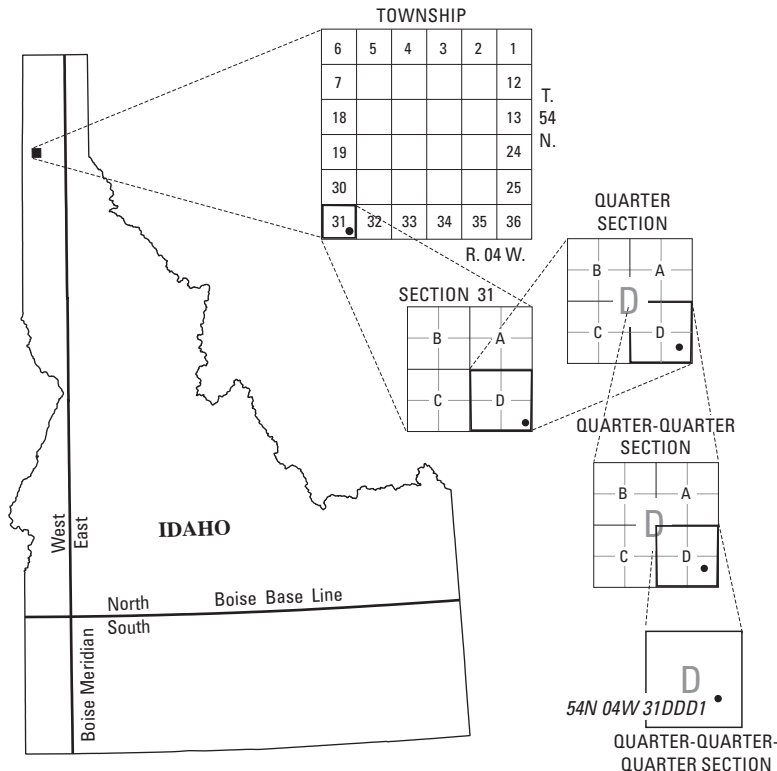 TOWNSHIP
6 5 4 3 2 1
7 12
18 13
19 24
30 25
31 32 33 34 35 36
T.
54
N.
R. 04 W.
QUARTER
SECTION
B A
D
C D
SECTION 31
B A
C D
QUARTER-QUARTER
SECTION
B A
D
C D
D
54N 04W 31DDD1
QUARTER-QUARTER-
QUARTER SECTION
IDAHO
West
East
North
South
Boise Base Line
Boise Meridian